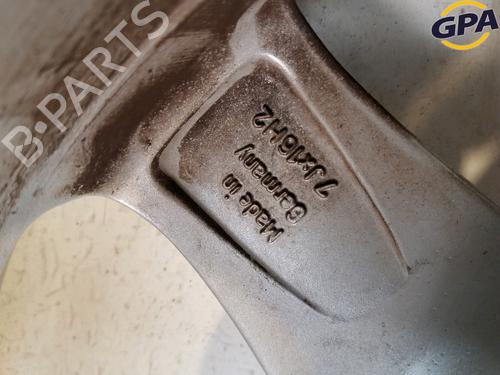 GPA
B-PARTS
7Jx16H2
Made in
Germany